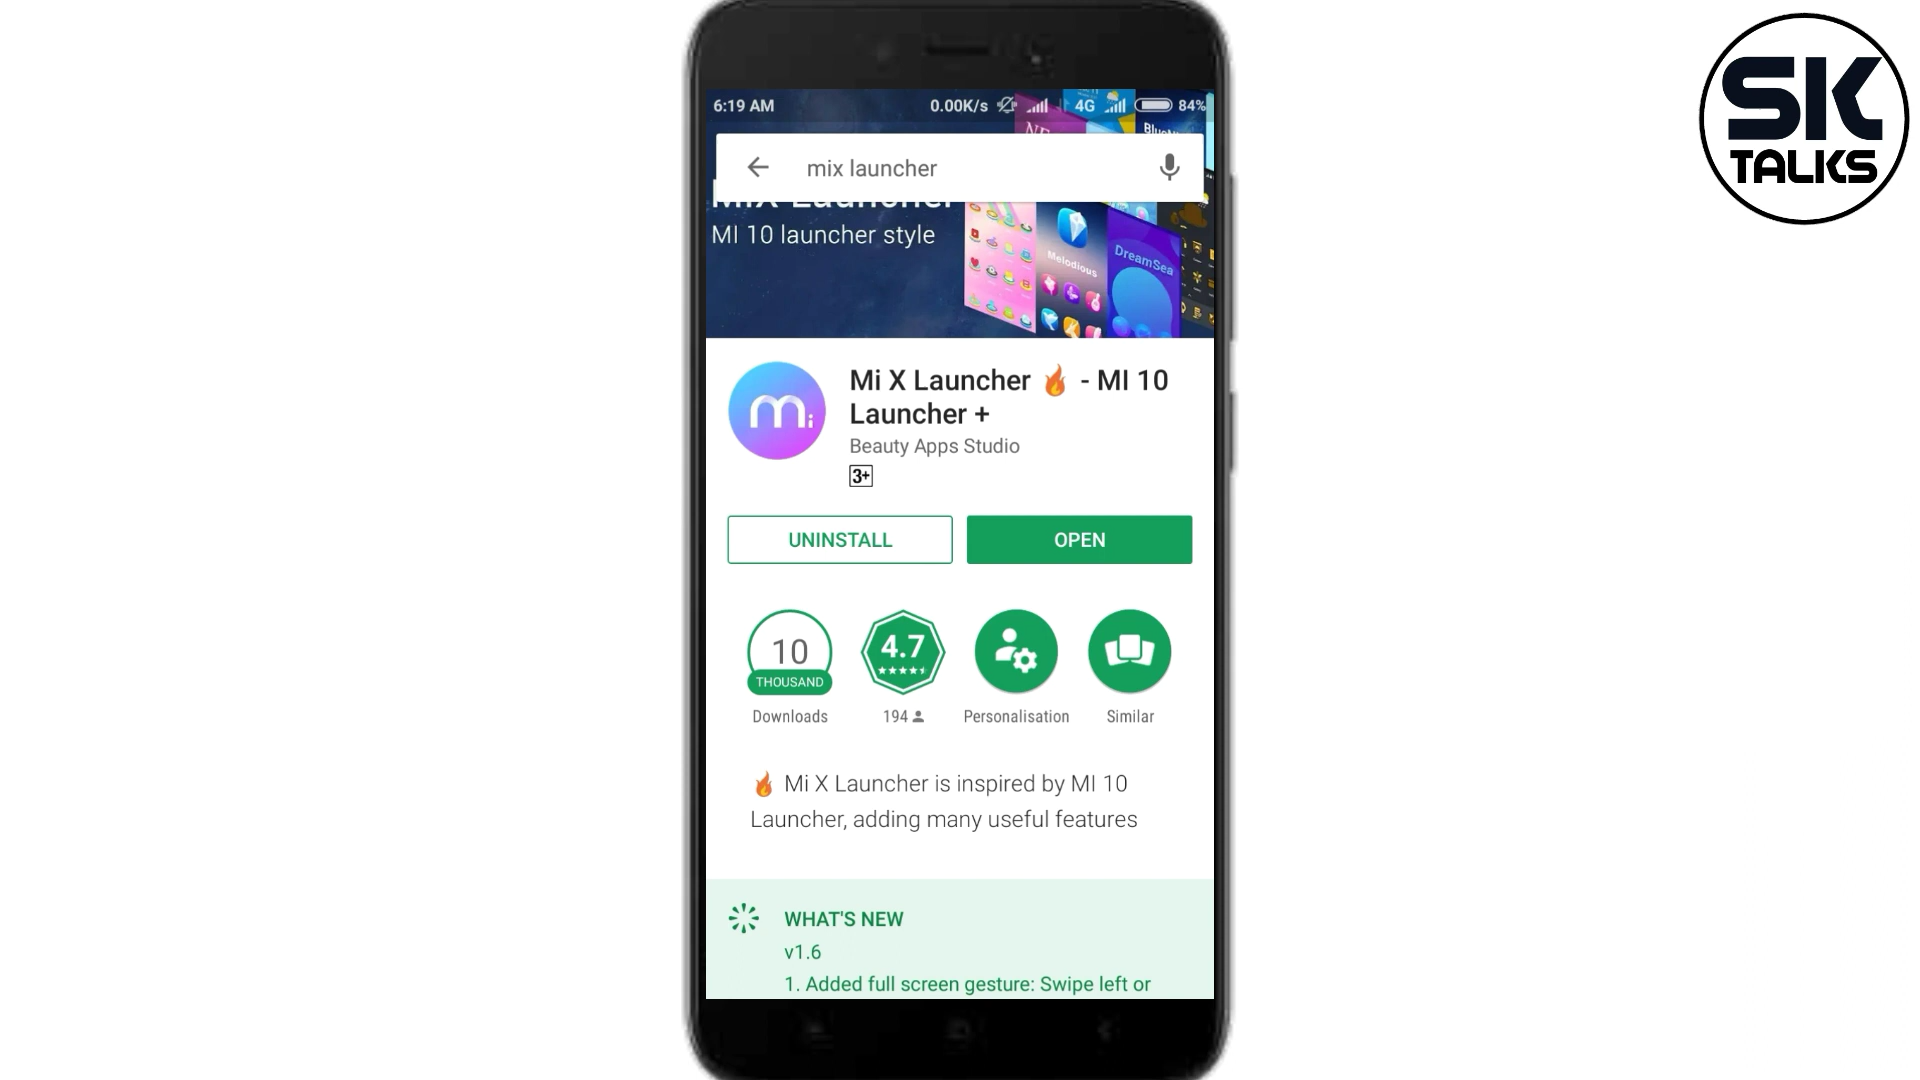 SK
TALKS
6:19 AM 0.00K/s 4G 84%
mix launcher
MiX Launcher
MI 10 launcher style
Melodious
DreamSea
Mi X Launcher 🔥 - MI 10
Launcher +
Beauty Apps Studio
3+
UNINSTALL OPEN
10
THOUSAND
4.7
Downloads 194 Personalisation Similar
🔥 Mi X Launcher is inspired by MI 10
Launcher, adding many useful features
WHAT'S NEW
v1.6
1. Added full screen gesture: Swipe left or